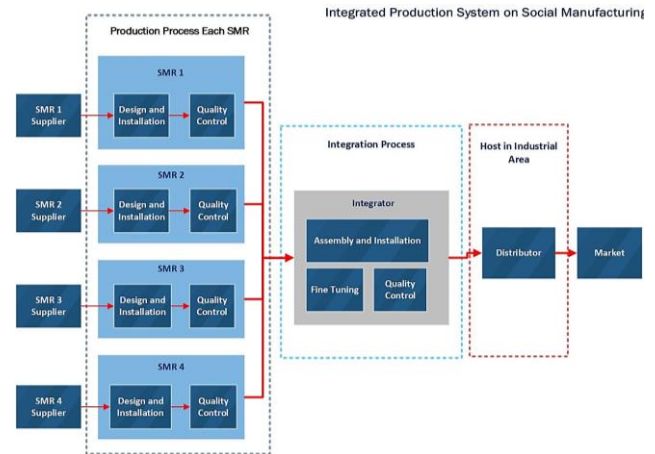 Integrated Production System on Social Manufacturing
Production Process Each SMR
SMR 1
SMR 1
Supplier
Design and
Installation
Quality
Control
SMR 2
SMR 2
Supplier
Design and
Installation
Quality
Control
SMR 3
SMR 3
Supplier
Design and
Installation
Quality
Control
SMR 4
SMR 4
Supplier
Design and
Installation
Quality
Control
Integration Process
Integrator
Assembly and Installation
Fine Tuning
Quality
Control
Host in Industrial
Area
Distributor
Market